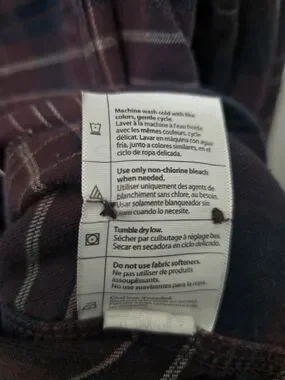 Machine wash cold with like
colors, gentle cycle.
Laver à la machine à l'eau froide
avec les mêmes couleurs, cycle
délicat. Lavar en máquina con agua
fría, junto a colores similares, en el
ciclo de ropa delicada.
Use only non-chlorine bleach
when needed.
Utiliser uniquement des agents de
blanchiment sans chlore, au besoin.
Usar solamente blanqueador sin
cuando lo necesite.
Tumble dry low.
Sécher par culbutage à réglage bas.
Secar en secadora en ciclo delicado.
Do not use fabric softeners.
Ne pas utiliser de produits
assouplissants.
No use suavizantes para la ropa.